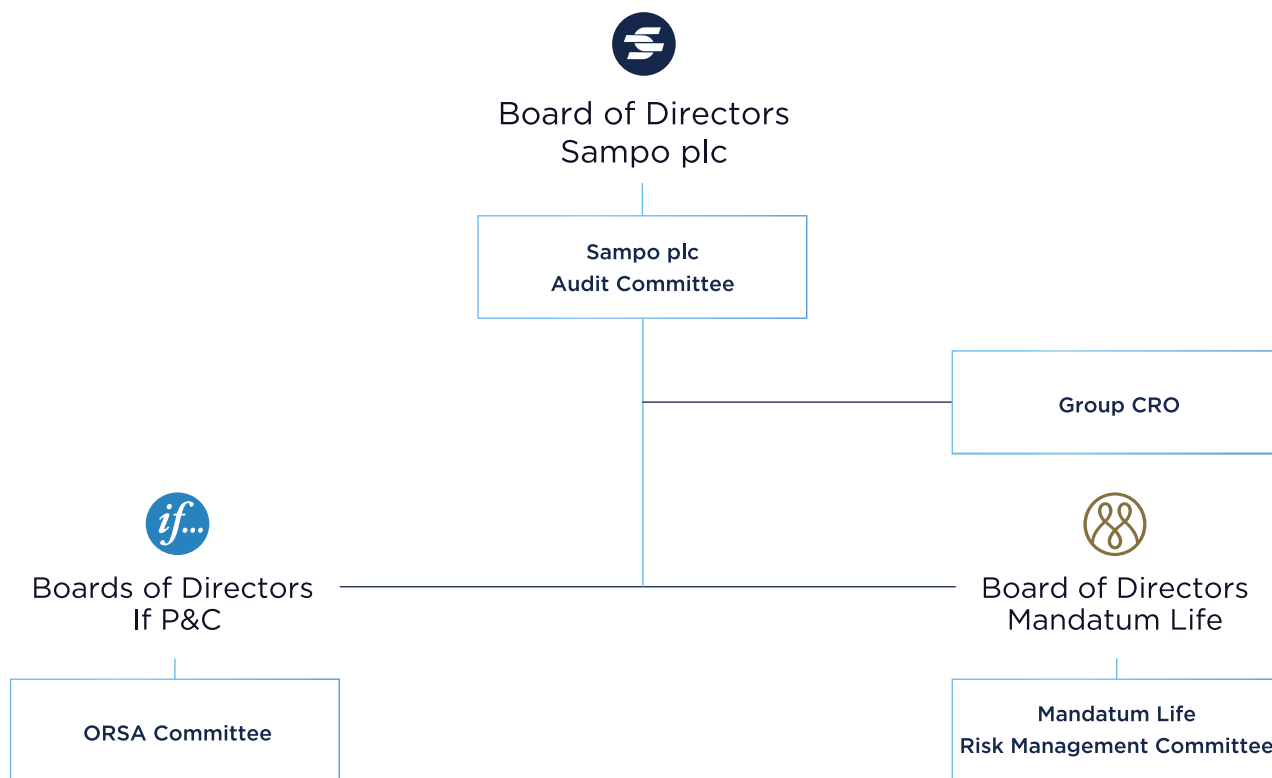 Board of Directors
Sampo plc
Sampo plc
Audit Committee
Group CRO
if...
Boards of Directors
If P&C
Board of Directors
Mandatum Life
ORSA Committee
Mandatum Life
Risk Management Committee